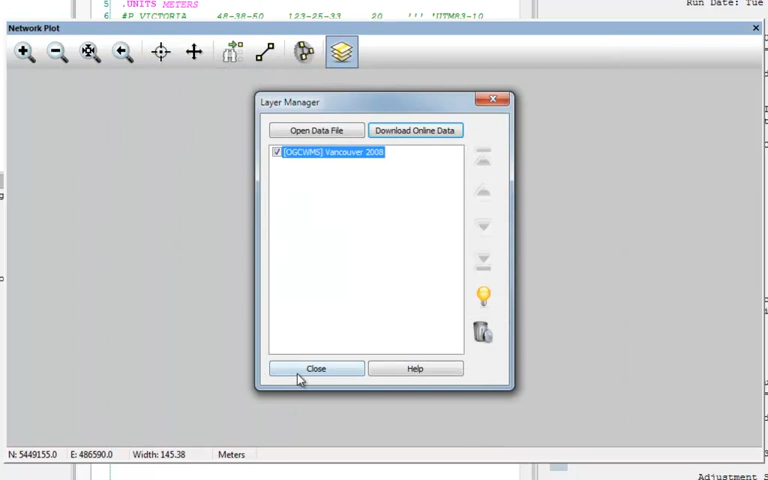 5 .UNITS METERS
6 #P VICTORIA 48-38-50 123-25-33 20 !!! 'UTM83-10
Run Date: Tue
Network Plot
Layer Manager
Open Data File Download Online Data
[OGCWMS] Vancouver 2008
Close Help
N: 5449155.0 E: 486590.0 Width: 145.38 Meters
Adjustment S